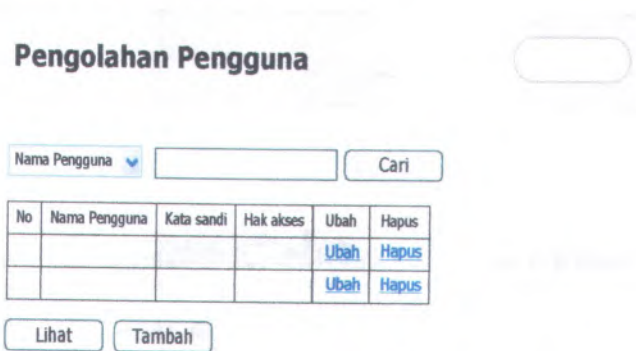 Pengolahan Pengguna
Nama Pengguna Cari
No Nama Pengguna Kata sandi Hak akses Ubah Hapus
Ubah Hapus
Ubah Hapus
Lihat Tambah